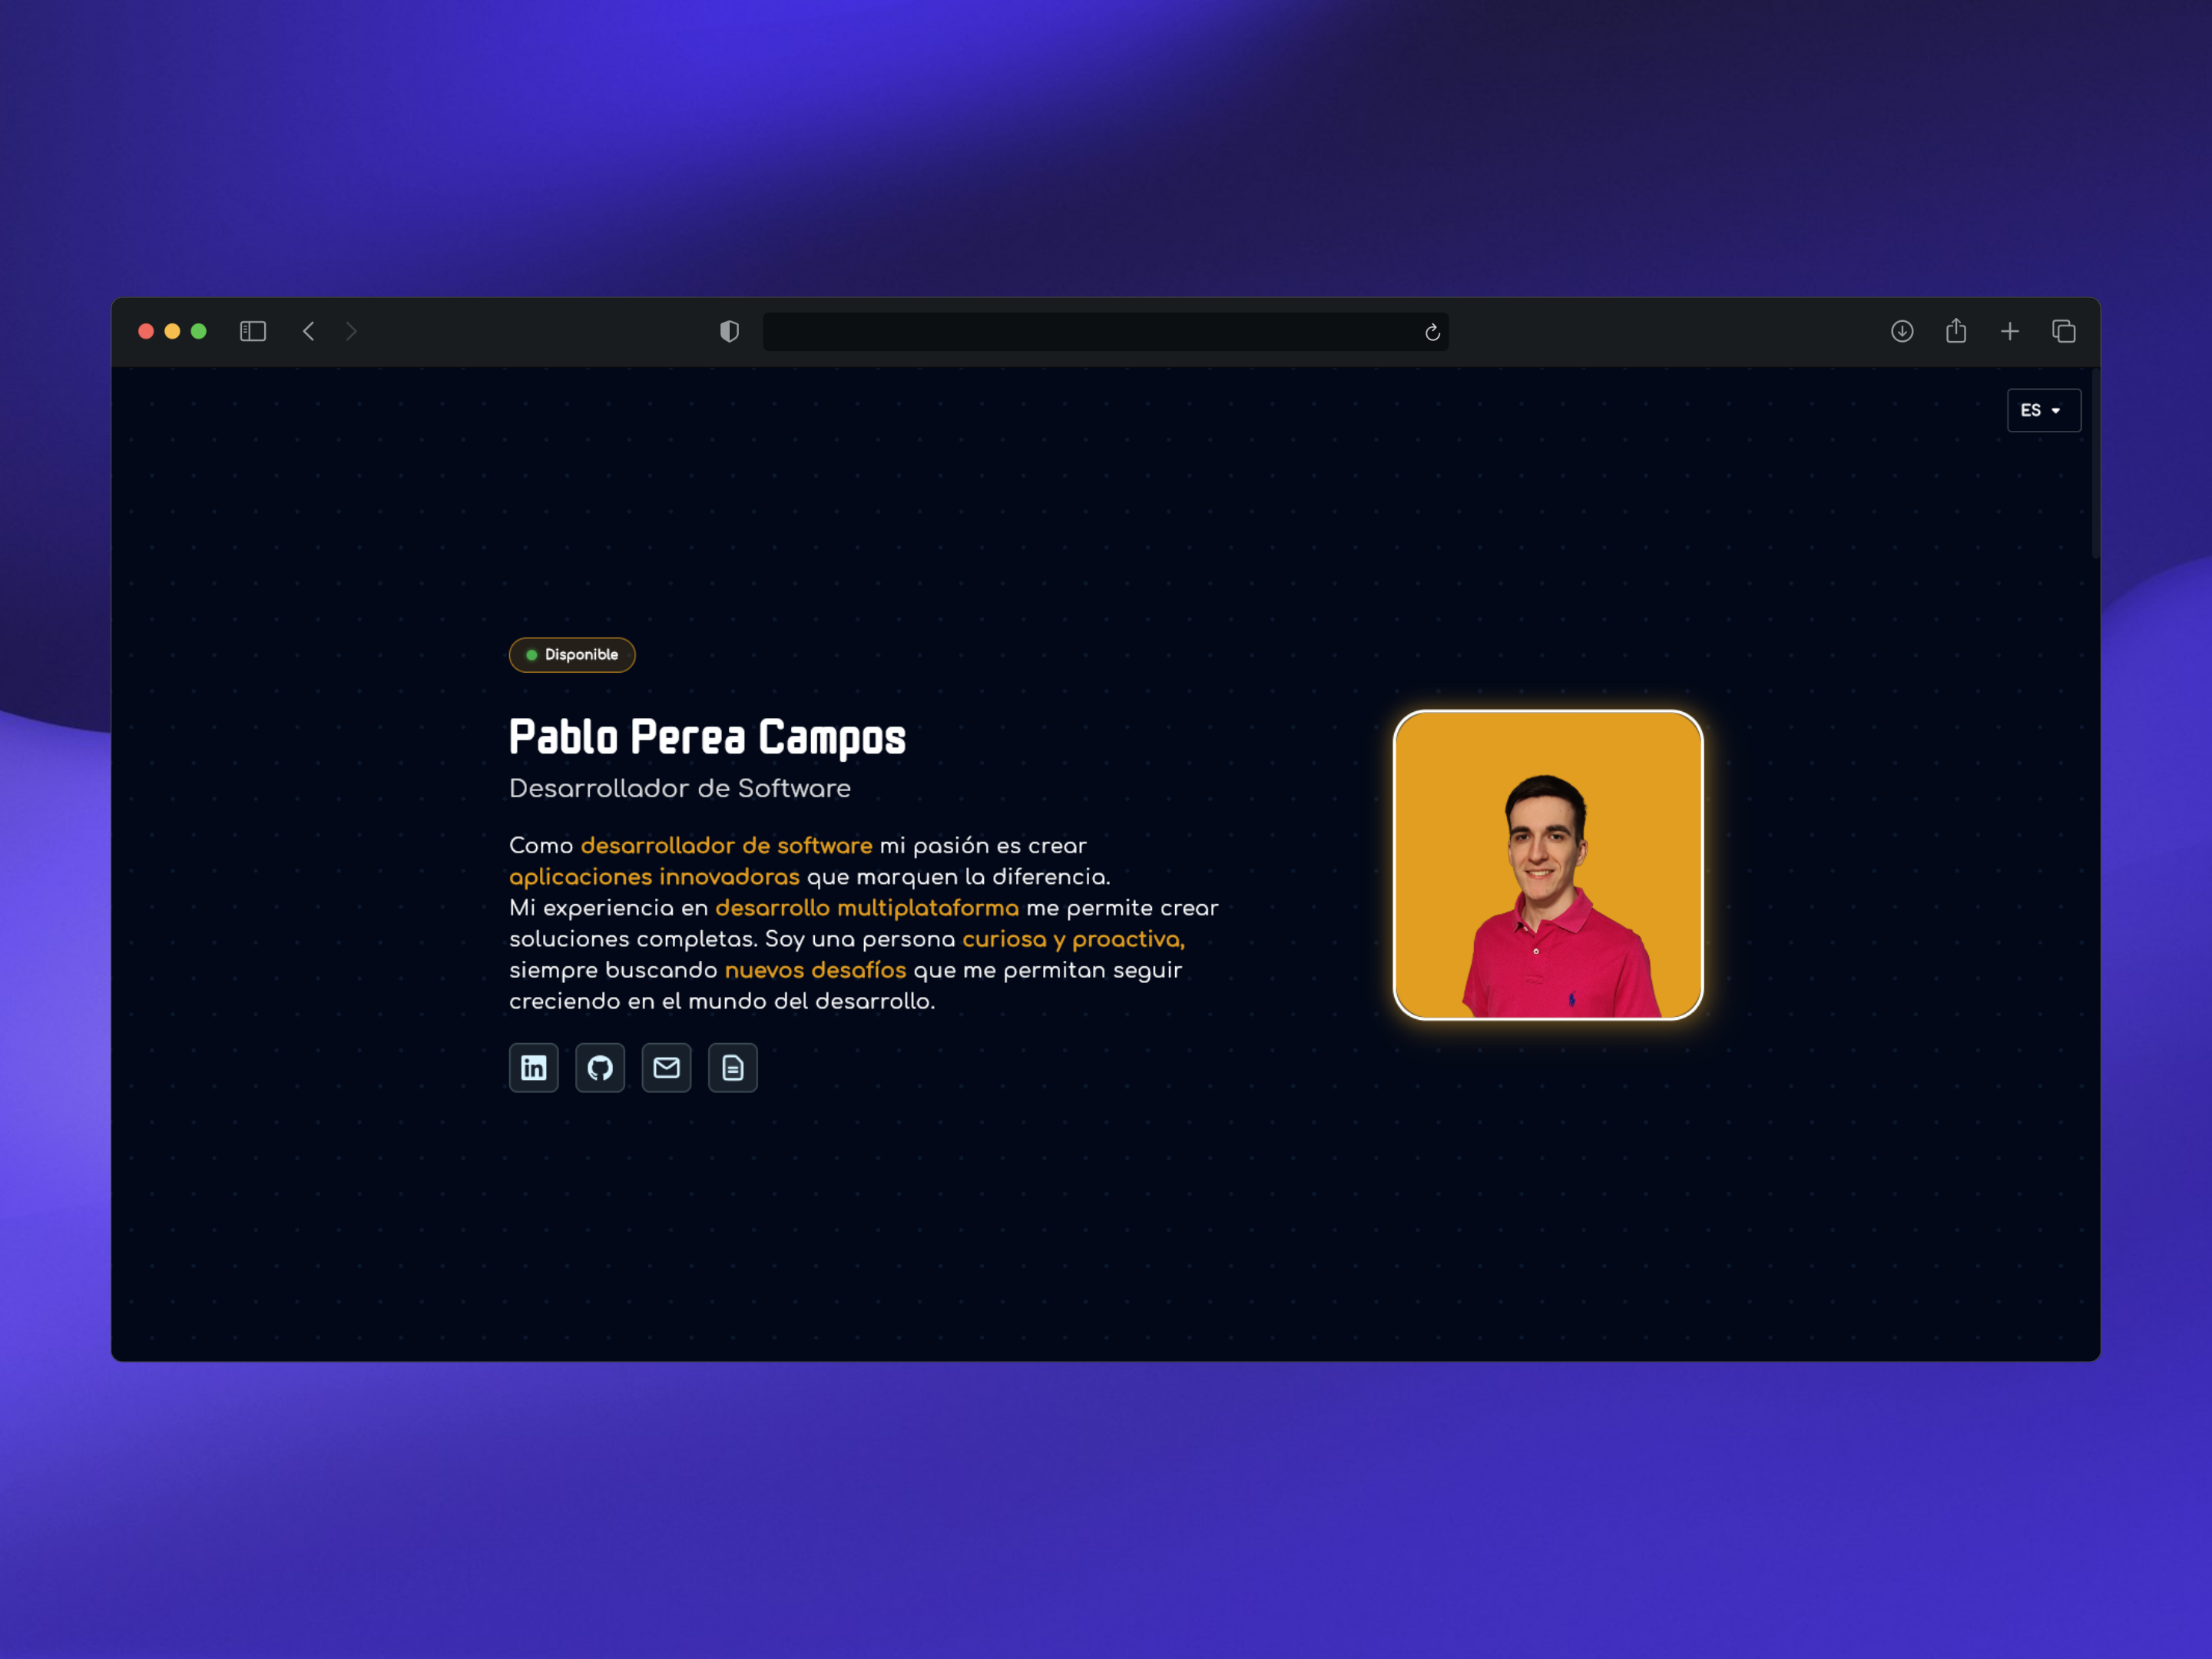 ES
Disponible
Pablo Perea Campos
Desarrollador de Software
Como desarrollador de software mi pasión es crear
aplicaciones innovadoras que marquen la diferencia.
Mi experiencia en desarrollo multiplataforma me permite crear
soluciones completas. Soy una persona curiosa y proactiva,
siempre buscando nuevos desafíos que me permitan seguir
creciendo en el mundo del desarrollo.
in